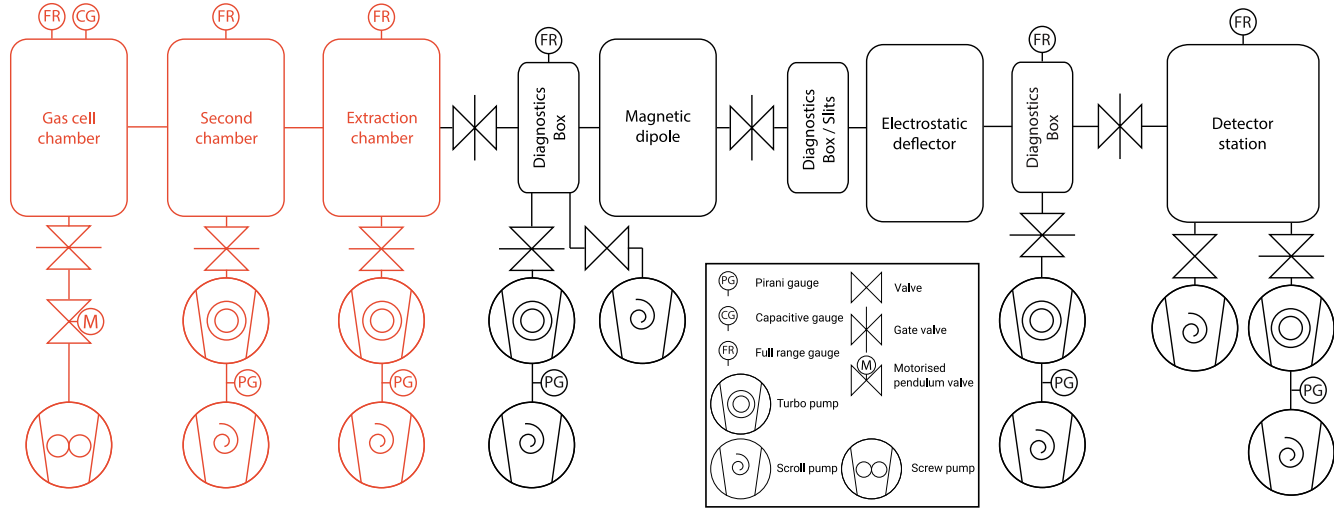 FR
CG
FR
FR
FR
FR
FR
Gas cell
chamber
Second
chamber
Extraction
chamber
Diagnostics
Box
Magnetic
dipole
Diagnostics
Box / Slits
Electrostatic
deflector
Diagnostics
Box
Detector
station
M
PG
PG
PG
PG
PG
PG Pirani gauge
CG Capacitive gauge
FR Full range gauge
Turbo pump
Scroll pump
Valve
Gate valve
M Motorised
pendulum valve
Screw pump